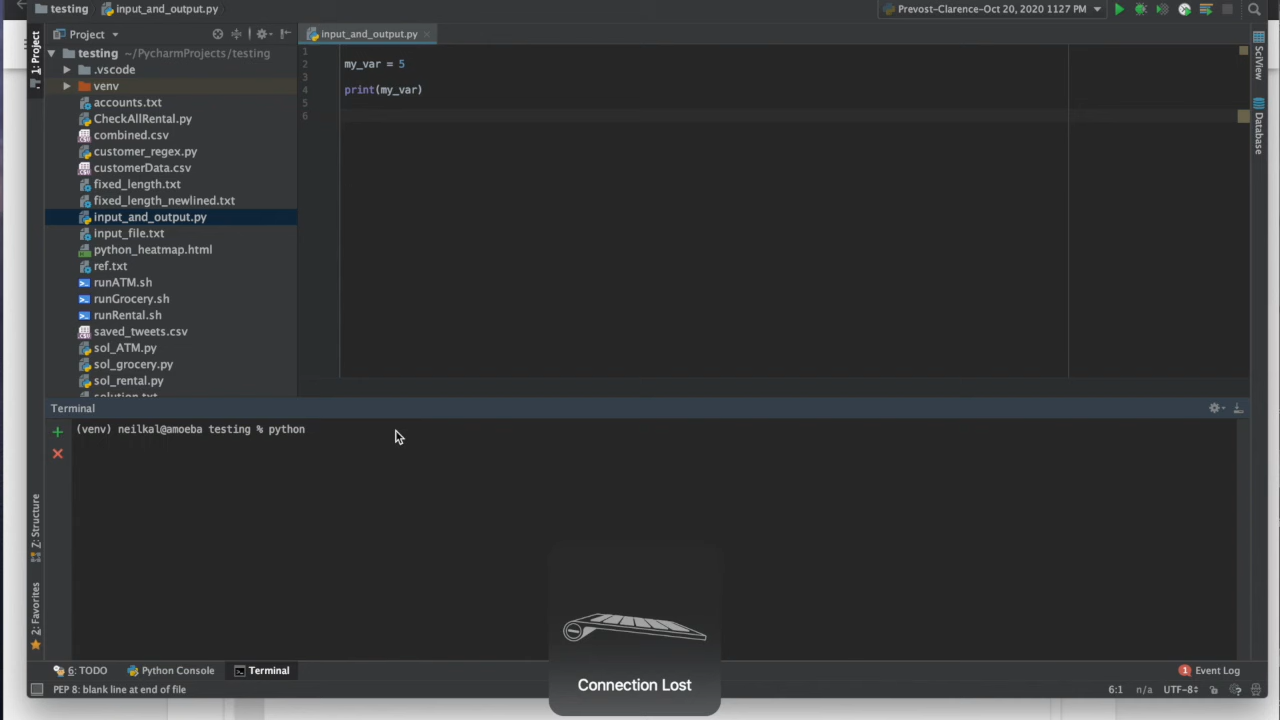 testing input_and_output.py
Prevost-Clarence-Oct 20, 2020 11:27 PM
1: Project
Project
input_and_output.py
testing ~/PycharmProjects/testing
.vscode
venv
accounts.txt
CheckAllRental.py
combined.csv
customer_regex.py
customerData.csv
fixed_length.txt
fixed_length_newlined.txt
input_and_output.py
input_file.txt
python_heatmap.html
ref.txt
runATM.sh
runGrocery.sh
runRental.sh
saved_tweets.csv
sol_ATM.py
sol_grocery.py
sol_rental.py
solution.txt
1
2 my_var = 5
3
4 print(my_var)
5
6
SciView
Database
Terminal
(venv) neilkal@amoeba testing % python
Z: Structure
2: Favorites
Connection Lost
6: TODO Python Console Terminal
1 Event Log
PEP 8: blank line at end of file
6:1 n/a UTF-8